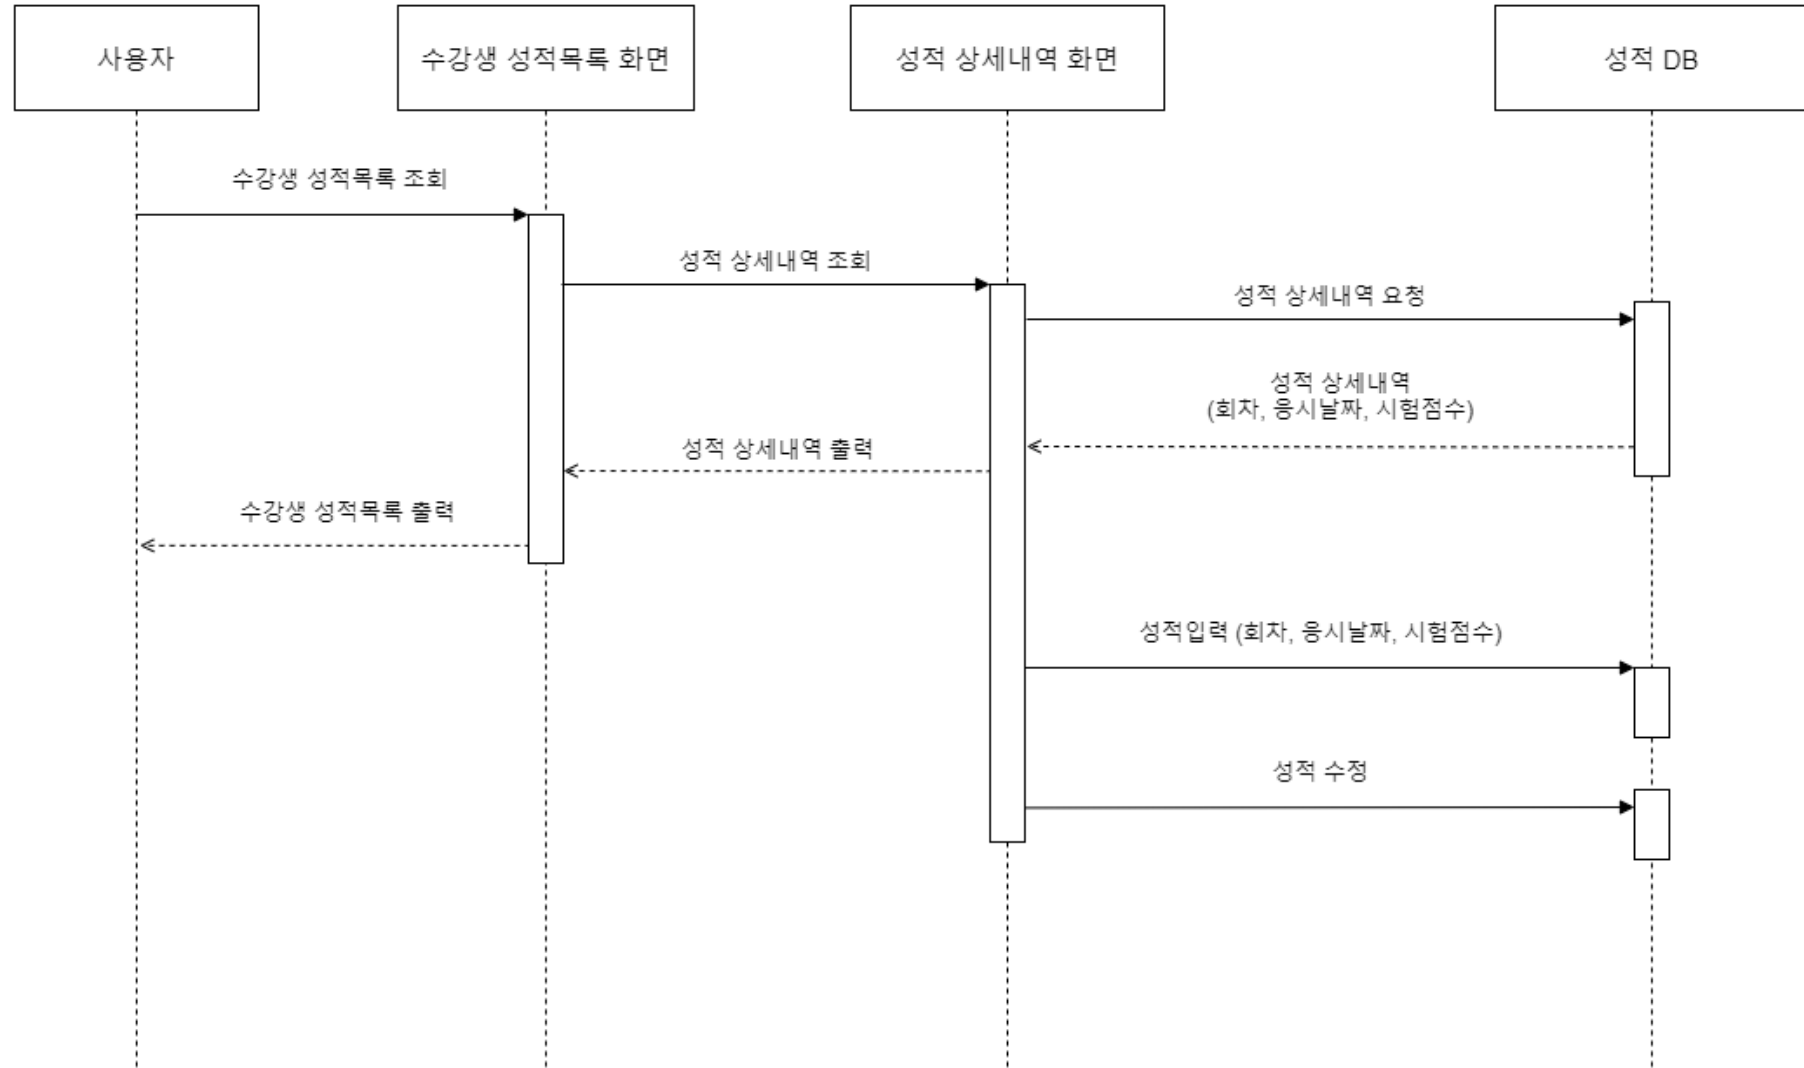 사용자
수강생 성적목록 화면
성적 상세내역 화면
성적 DB
수강생 성적목록 조회
성적 상세내역 조회
성적 상세내역 요청
성적 상세내역
(회차, 응시날짜, 시험점수)
성적 상세내역 출력
수강생 성적목록 출력
성적입력 (회차, 응시날짜, 시험점수)
성적 수정